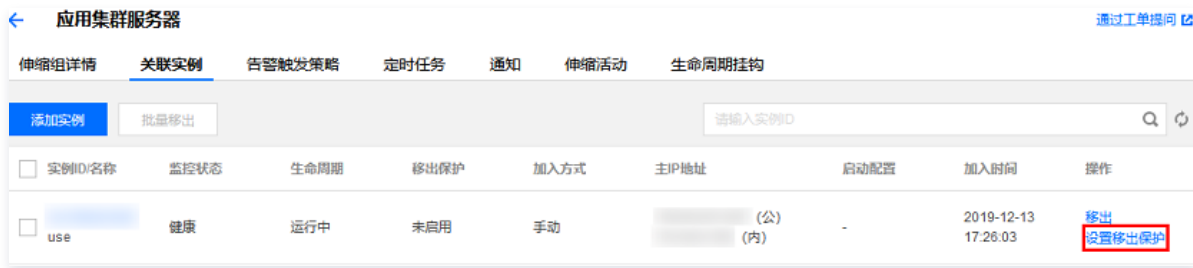 应用集群服务器 通过工单提问
伸缩组详情 关联实例 告警触发策略 定时任务 通知 伸缩活动 生命周期挂钩
添加实例 批量移出 请输入实例ID
实例ID/名称 监控状态 生命周期 移出保护 加入方式 主IP地址 启动配置 加入时间 操作
use 健康 运行中 未启用 手动 (公) - 2019-12-13 移出
(内) 17:26:03 设置移出保护